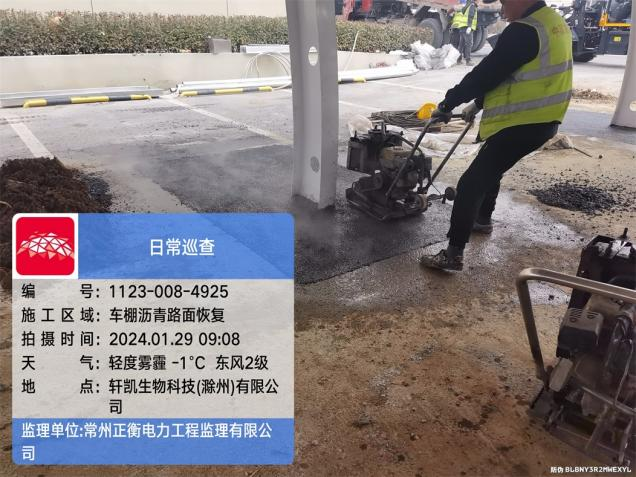 日常巡查
编号：1123-008-4925
施工区域：车棚沥青路面恢复
拍摄时间：2024.01.29 09:08
天气：轻度雾霾 -1℃ 东风2级
地点：轩凯生物科技(滁州)有限公
司
监理单位:常州正衡电力工程监理有限公
司
防伪 BLBNY3R2MWEXYL